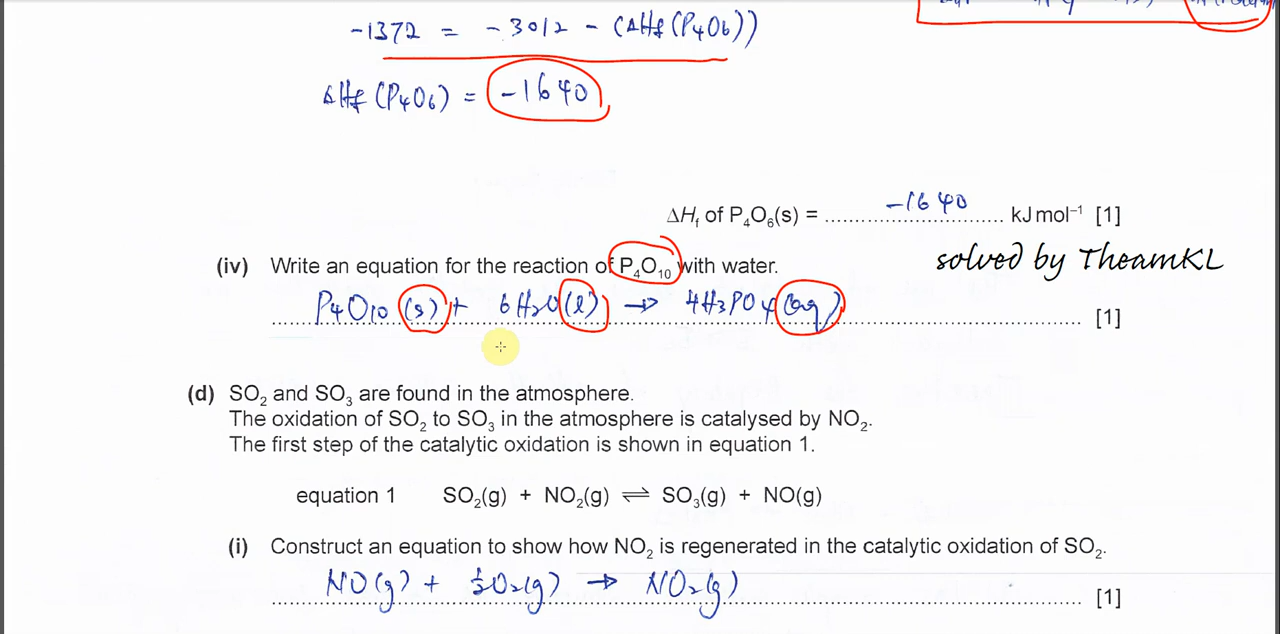 -1372 = -3012 - (ΔHf (P4O6))
ΔHf (P4O6) = -1640
ΔHf of P4O6(s) = .......... -1640 .......... kJ mol⁻¹ [1]
(iv) Write an equation for the reaction of P4O10 with water.
solved by TheamKL
P4O10 (s) + 6H2O (l) → 4H3PO4 (aq) [1]
(d) SO2 and SO3 are found in the atmosphere.
The oxidation of SO2 to SO3 in the atmosphere is catalysed by NO2.
The first step of the catalytic oxidation is shown in equation 1.
equation 1 SO2(g) + NO2(g) ⇌ SO3(g) + NO(g)
(i) Construct an equation to show how NO2 is regenerated in the catalytic oxidation of SO2.
NO(g) + ½O2(g) → NO2(g) [1]